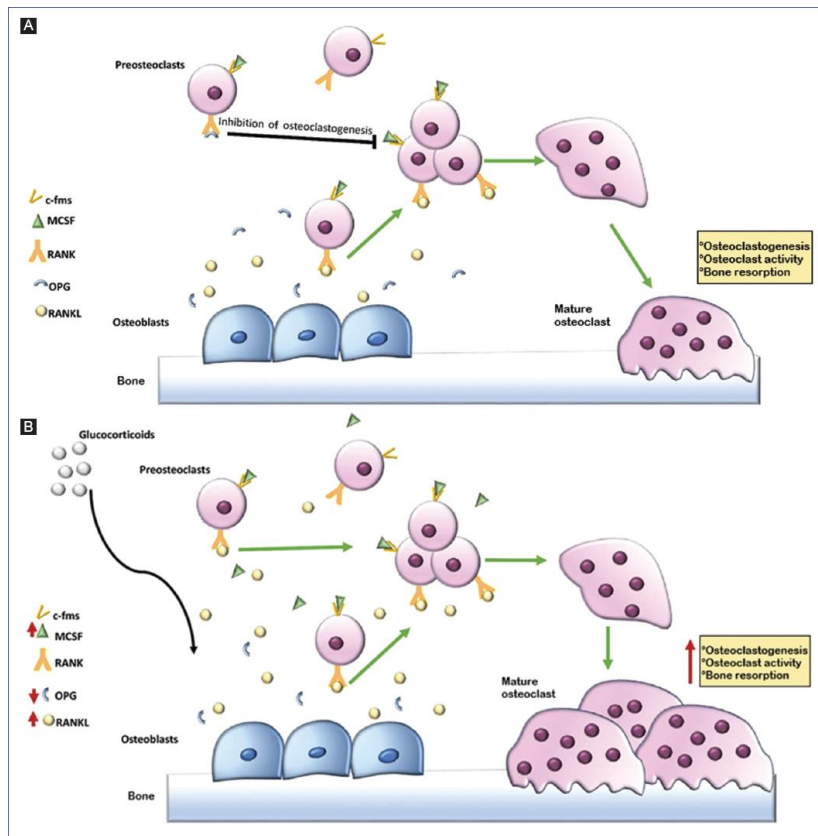 A
Preosteoclasts
Inhibition of osteoclastogenesis
c-fms
MCSF
RANK
OPG
RANKL
°Osteoclastogenesis
°Osteoclast activity
°Bone resorption
Osteoblasts
Mature
osteoclast
Bone
B
Glucocorticoids
Preosteoclasts
c-fms
MCSF
RANK
OPG
RANKL
°Osteoclastogenesis
°Osteoclast activity
°Bone resorption
Mature
osteoclast
Osteoblasts
Bone